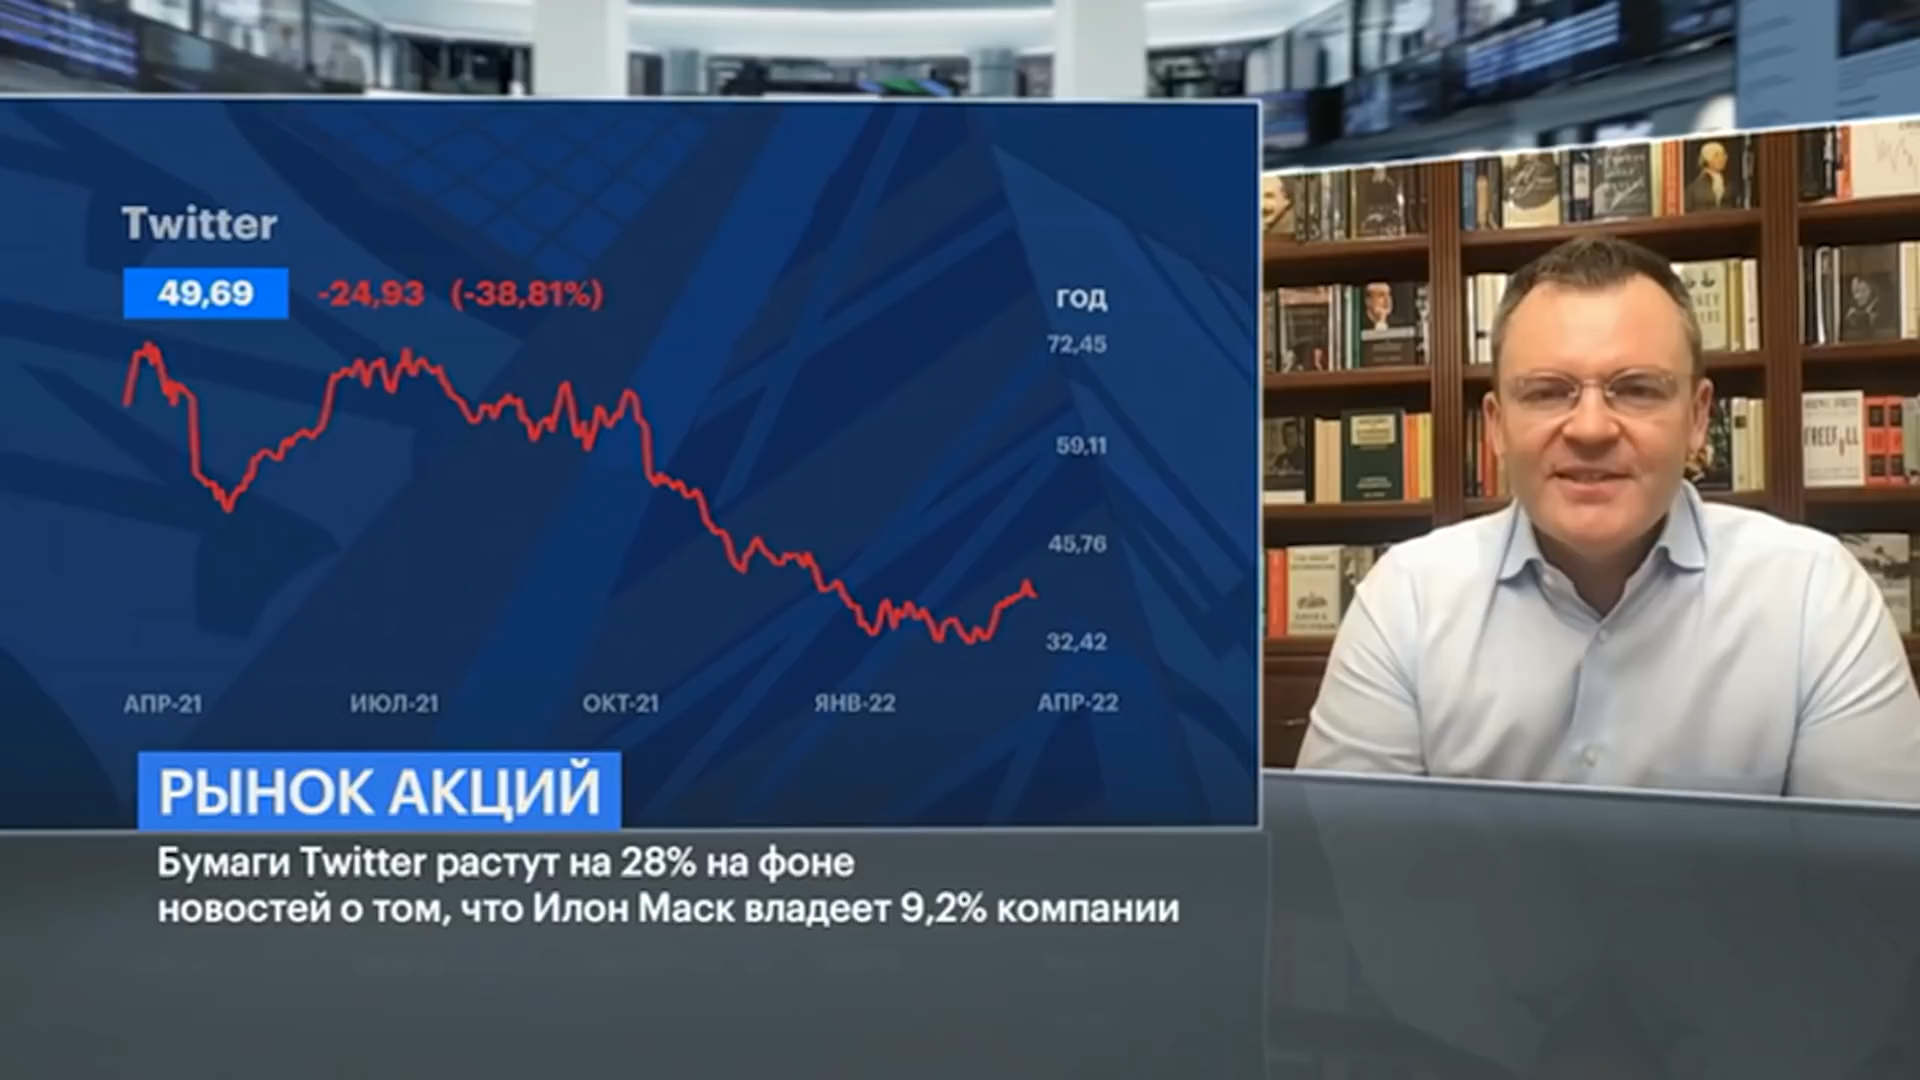 Twitter
49,69 -24,93 (-38,81%)
ГОД
72,45
59,11
45,76
32,42
АПР-21 ИЮЛ-21 ОКТ-21 ЯНВ-22 АПР-22
РЫНОК АКЦИЙ
Бумаги Twitter растут на 28% на фоне
новостей о том, что Илон Маск владеет 9,2% компании
FREEFALL